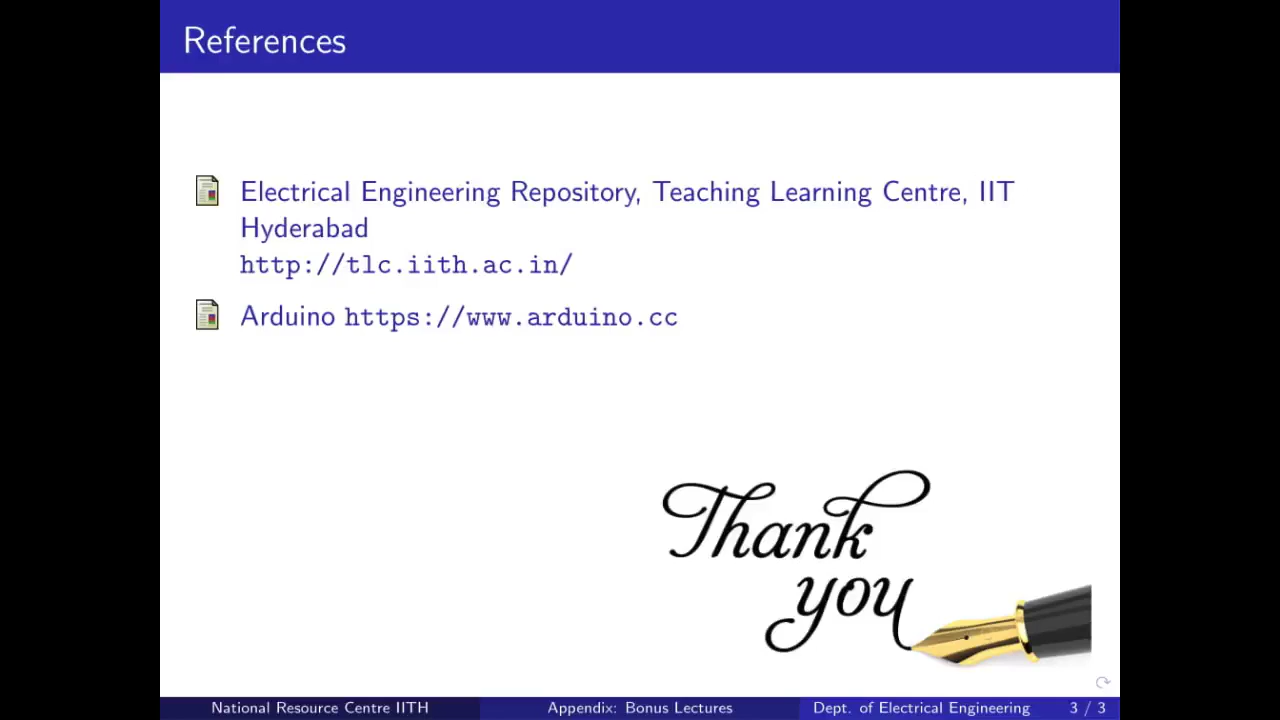 References
Electrical Engineering Repository, Teaching Learning Centre, IIT
Hyderabad
http://tlc.iith.ac.in/
Arduino https://www.arduino.cc
Thank
you
National Resource Centre IITH
Appendix: Bonus Lectures
Dept. of Electrical Engineering
3 / 3